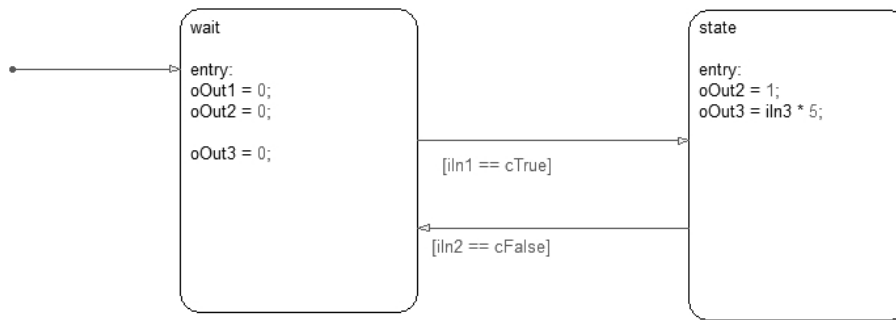 wait
entry:
oOut1 = 0;
oOut2 = 0;
oOut3 = 0;
[iIn1 == cTrue]
[iIn2 == cFalse]
state
entry:
oOut2 = 1;
oOut3 = iIn3 * 5;